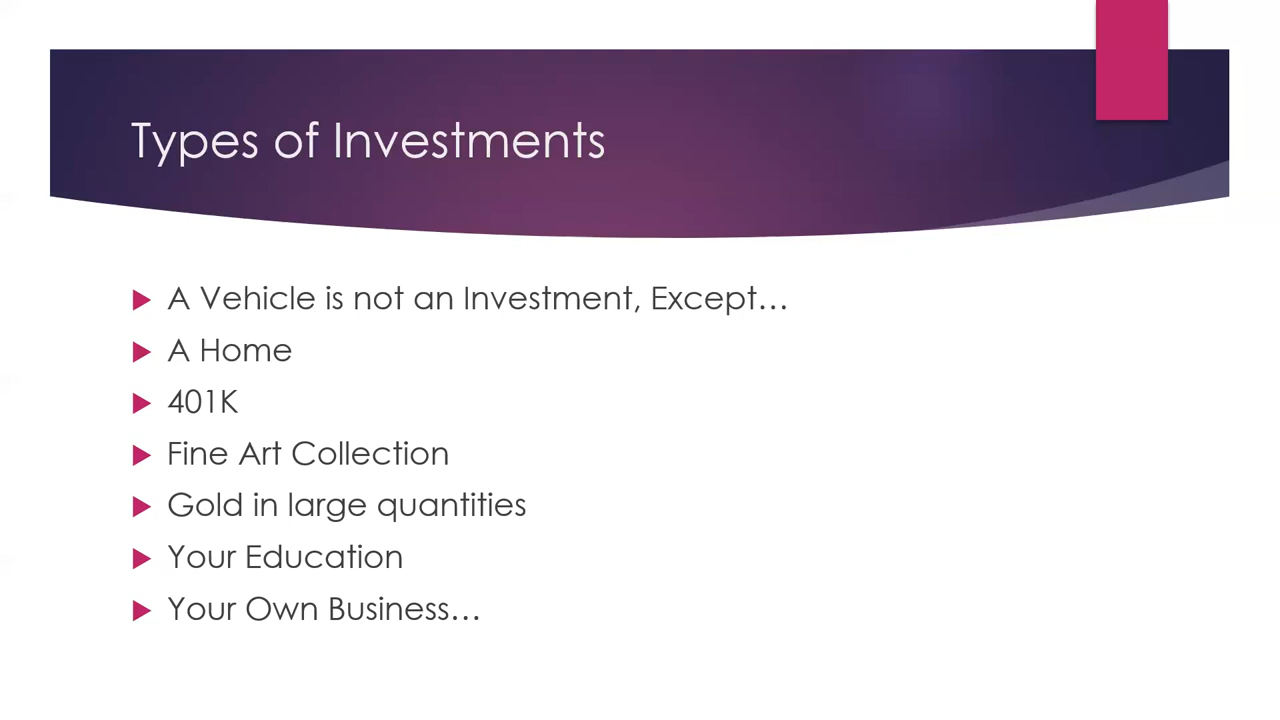 Types of Investments
A Vehicle is not an Investment, Except…
A Home
401K
Fine Art Collection
Gold in large quantities
Your Education
Your Own Business…